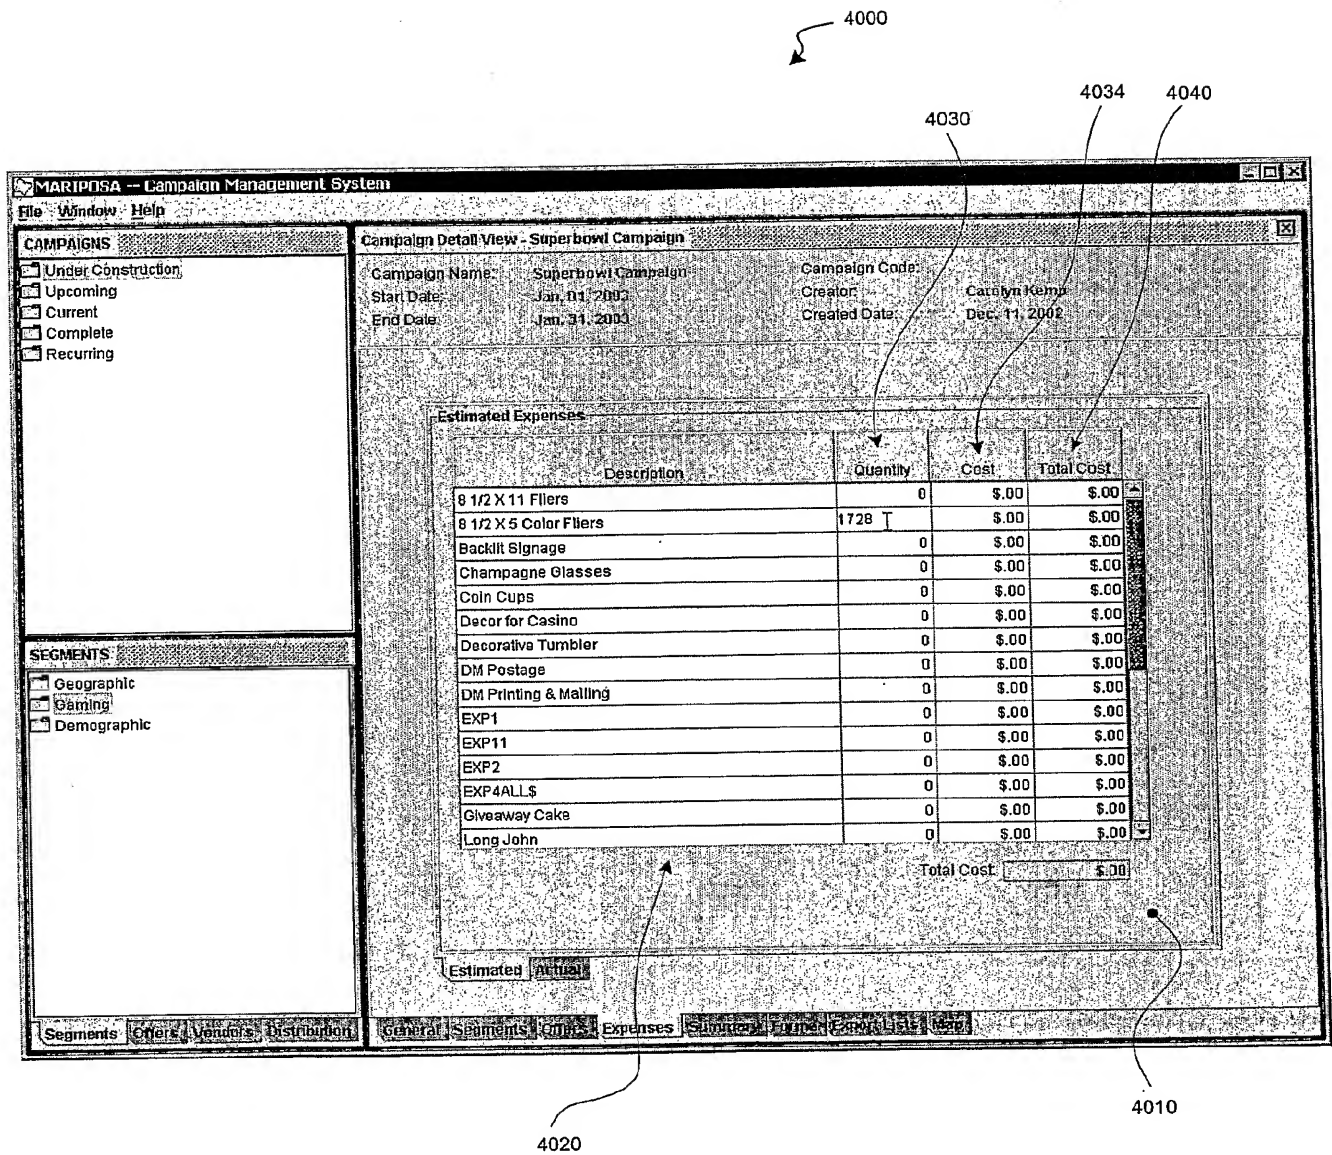 4000
4034 4040
4030
MARIPOSA -- Campaign Management System
File Window Help
CAMPAIGNS
Under Construction
Upcoming
Current
Complete
Recurring
Campaign Detail View - Superbowl Campaign
Campaign Name: Superbowl Campaign Campaign Code:
Start Date: Jan, 01, 2003 Creator: Carolyn Kemp
End Date: Jan, 31, 2003 Created Date: Dec, 11, 2002
Estimated Expenses
Description Quantity Cost Total Cost
8 1/2 X 11 Fliers 0 $.00 $.00
8 1/2 X 5 Color Fliers 1728 $.00 $.00
Backlit Signage 0 $.00 $.00
Champagne Glasses 0 $.00 $.00
Coin Cups 0 $.00 $.00
Decor for Casino 0 $.00 $.00
Decorative Tumbler 0 $.00 $.00
DM Postage 0 $.00 $.00
DM Printing & Mailing 0 $.00 $.00
EXP1 0 $.00 $.00
EXP11 0 $.00 $.00
EXP2 0 $.00 $.00
EXP4ALL$ 0 $.00 $.00
Giveaway Cake 0 $.00 $.00
Long John 0 $.00 $.00
Total Cost: $.00
Estimated Actual
SEGMENTS
Geographic
Gaming
Demographic
Segments Offers Vendors Distribution
General Segments Offers Expenses Summary Export Lists Map
4010
4020